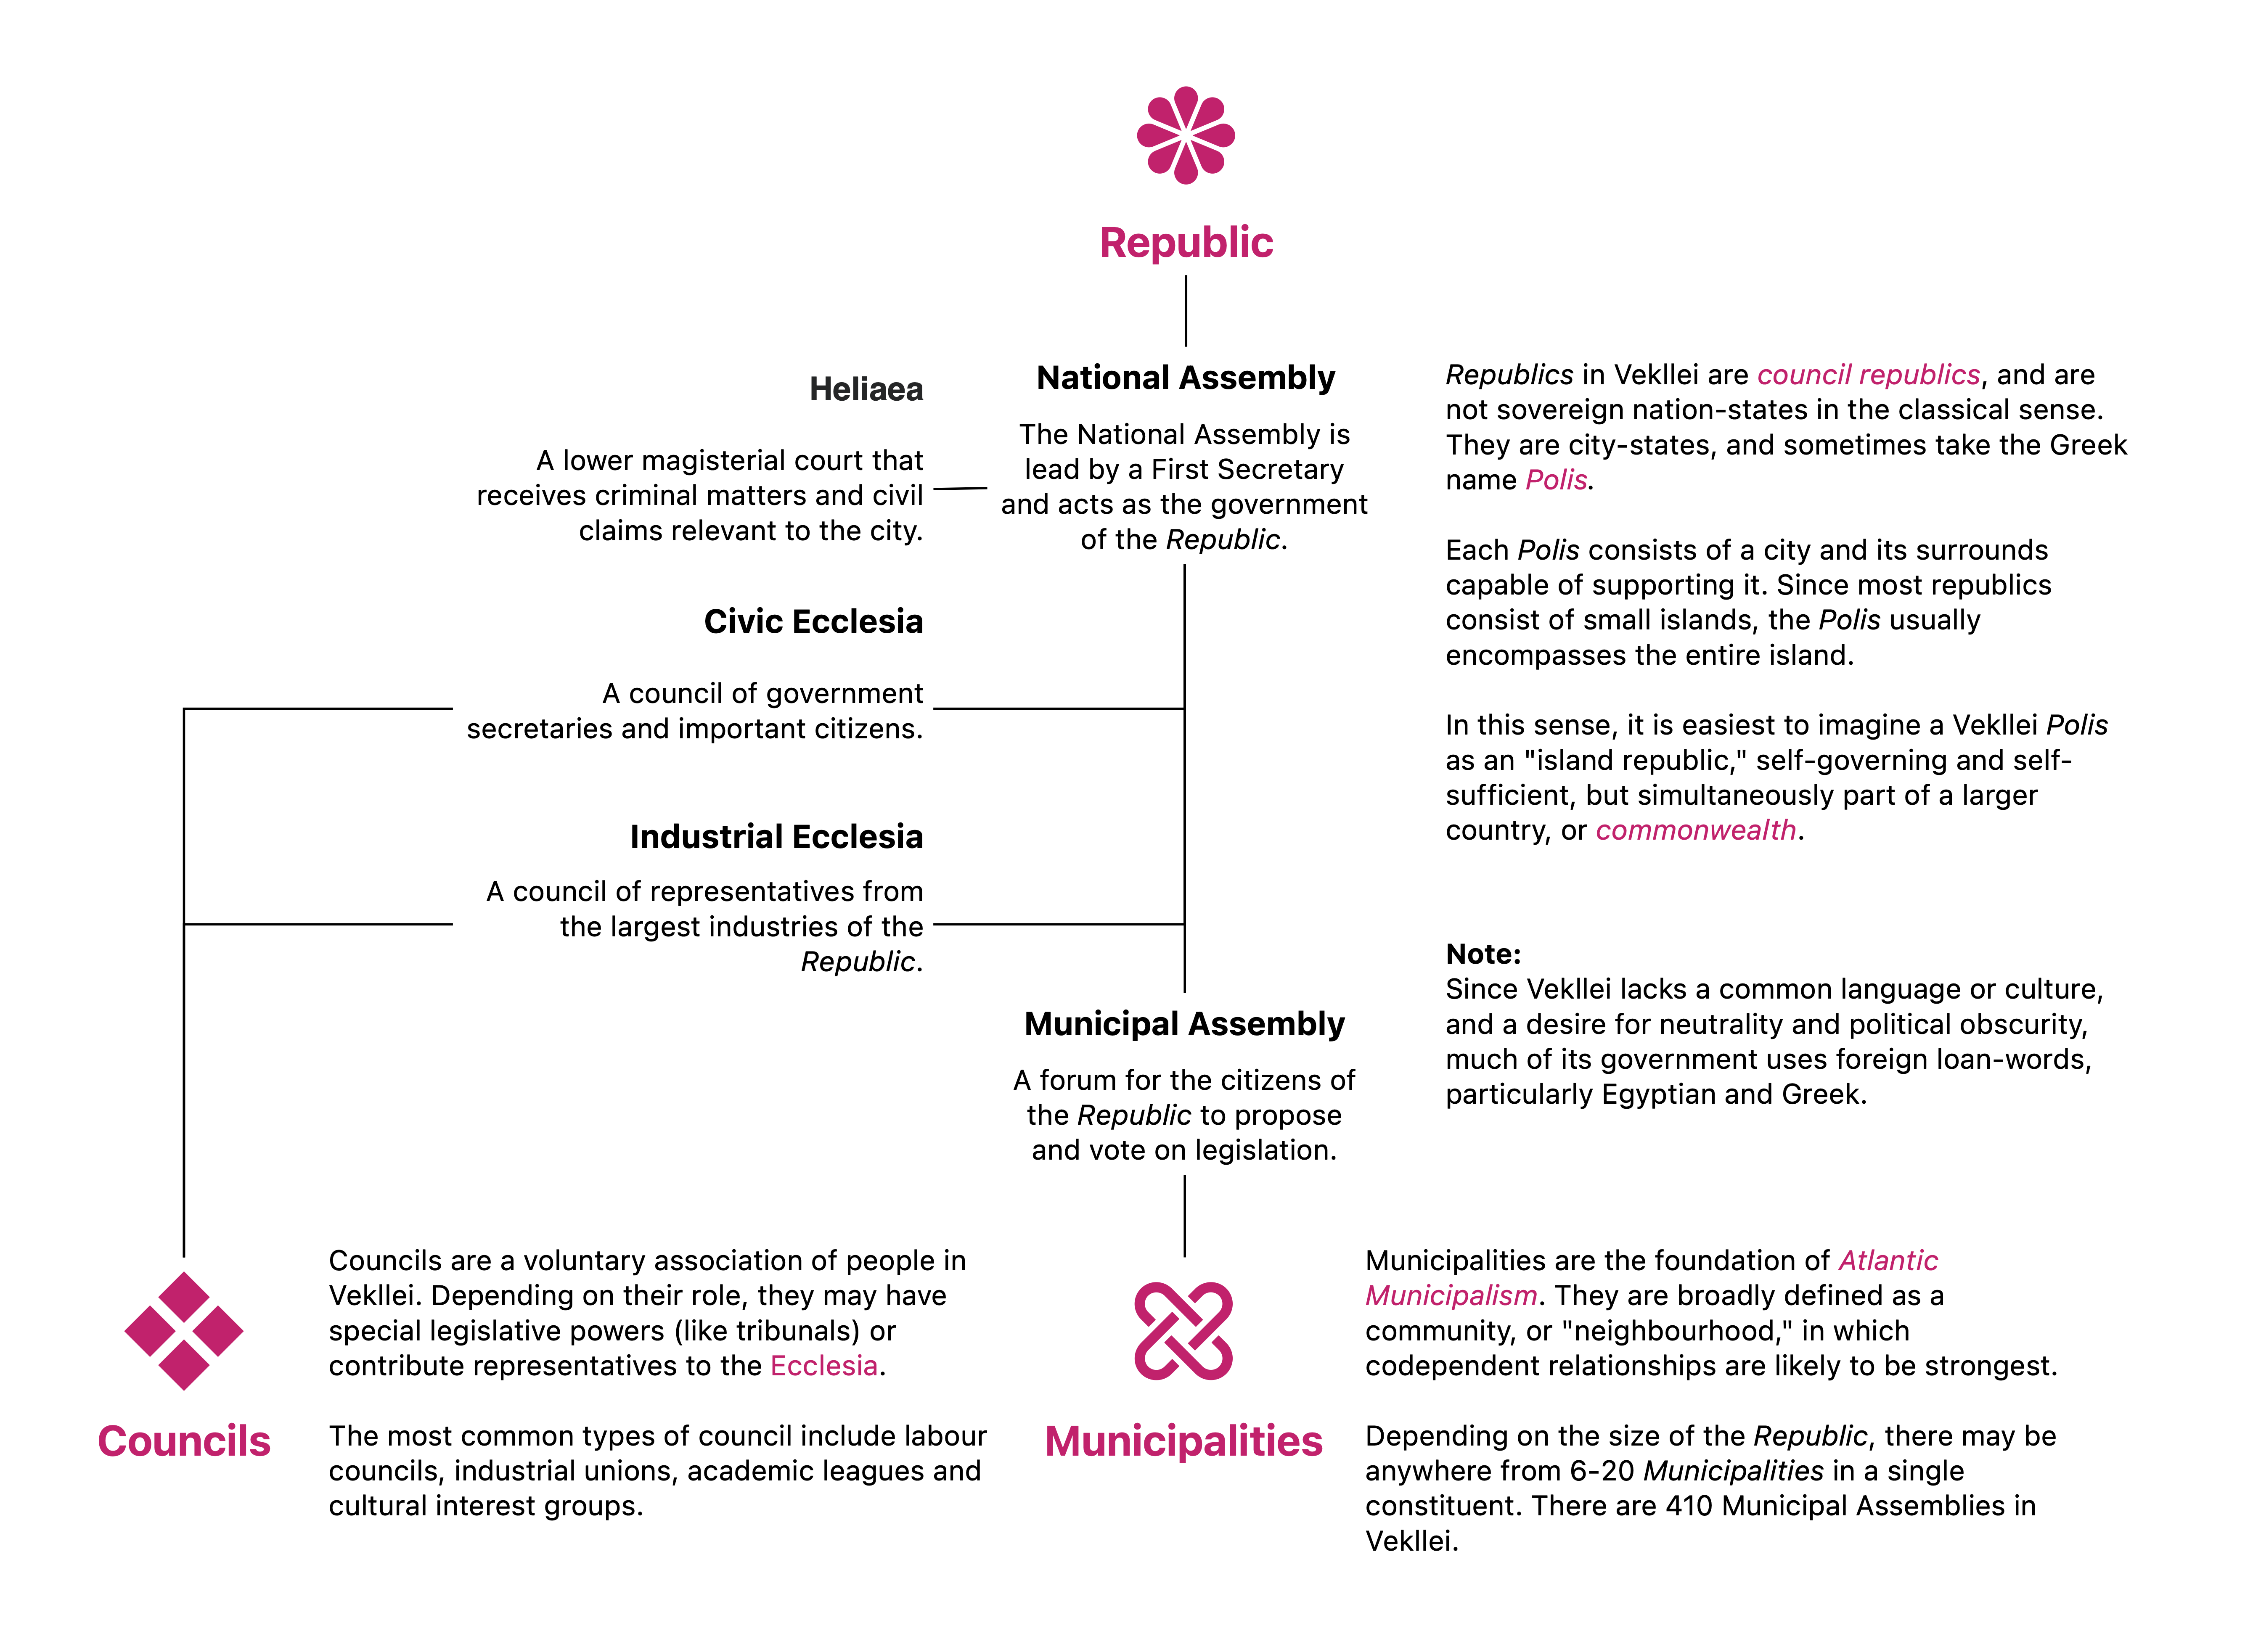 Republic
National Assembly
The National Assembly is
lead by a First Secretary
and acts as the government
of the Republic.
Heliaea
A lower magisterial court that
receives criminal matters and civil
claims relevant to the city.
Civic Ecclesia
A council of government
secretaries and important citizens.
Industrial Ecclesia
A council of representatives from
the largest industries of the
Republic.
Republics in Vekllei are council republics, and are
not sovereign nation-states in the classical sense.
They are city-states, and sometimes take the Greek
name Polis.
Each Polis consists of a city and its surrounds
capable of supporting it. Since most republics
consist of small islands, the Polis usually
encompasses the entire island.
In this sense, it is easiest to imagine a Vekllei Polis
as an "island republic," self-governing and self-
sufficient, but simultaneously part of a larger
country, or commonwealth.
Note:
Since Vekllei lacks a common language or culture,
and a desire for neutrality and political obscurity,
much of its government uses foreign loan-words,
particularly Egyptian and Greek.
Municipal Assembly
A forum for the citizens of
the Republic to propose
and vote on legislation.
Councils
Councils are a voluntary association of people in
Vekllei. Depending on their role, they may have
special legislative powers (like tribunals) or
contribute representatives to the Ecclesia.
The most common types of council include labour
councils, industrial unions, academic leagues and
cultural interest groups.
Municipalities
Municipalities are the foundation of Atlantic
Municipalism. They are broadly defined as a
community, or "neighbourhood," in which
codependent relationships are likely to be strongest.
Depending on the size of the Republic, there may be
anywhere from 6-20 Municipalities in a single
constituent. There are 410 Municipal Assemblies in
Vekllei.